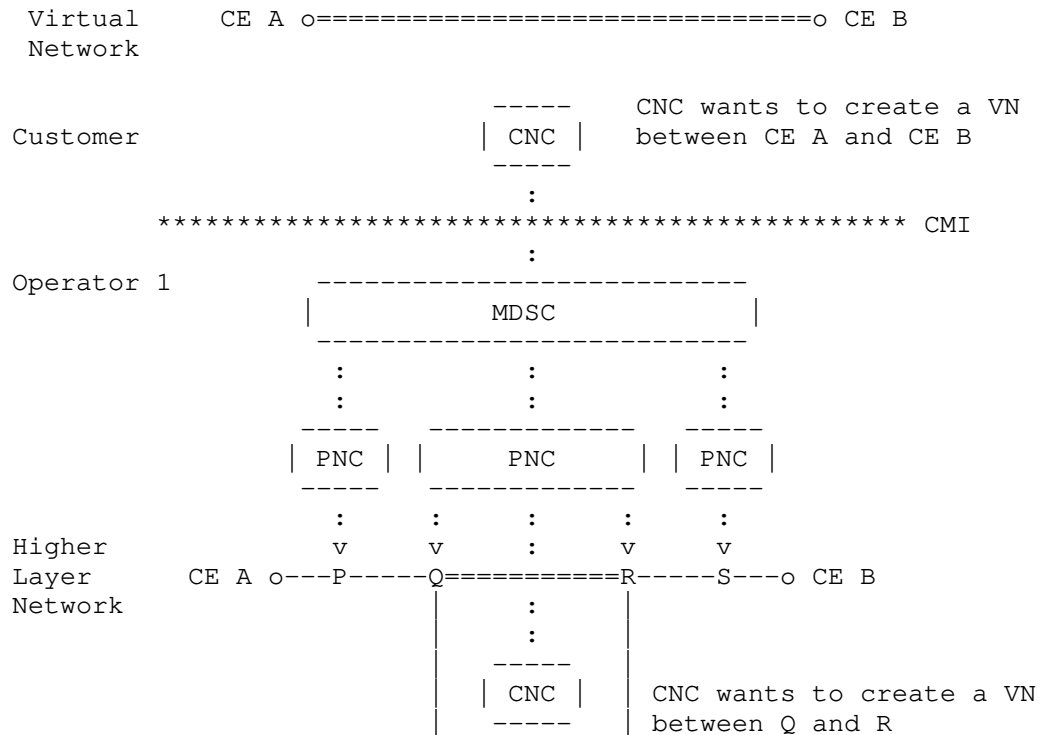 Virtual CE A o===============================o CE B
Network
----- CNC wants to create a VN
Customer | CNC | between CE A and CE B
-----
:
*********************************************** CMI
:
Operator 1 ---------------------------
| MDSC |
---------------------------
: : :
: : :
----- ------------- -----
| PNC | | PNC | | PNC |
----- ------------- -----
: : : : :
Higher v v : v v
Layer CE A o---P-----Q===========R-----S---o CE B
Network | : |
| : |
| ----- |
| | CNC | | CNC wants to create a VN
| ----- | between Q and R